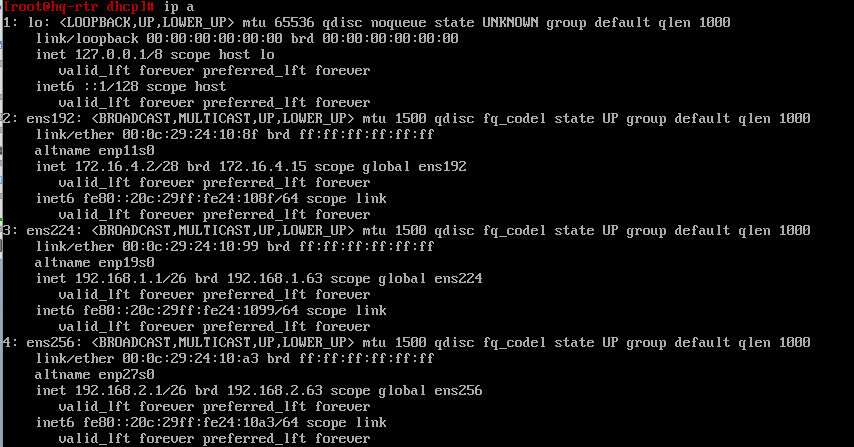 [root@hq-rtr dhcp]# ip a
1: lo: <LOOPBACK,UP,LOWER_UP> mtu 65536 qdisc noqueue state UNKNOWN group default qlen 1000
    link/loopback 00:00:00:00:00:00 brd 00:00:00:00:00:00
    inet 127.0.0.1/8 scope host lo
       valid_lft forever preferred_lft forever
    inet6 ::1/128 scope host
       valid_lft forever preferred_lft forever
2: ens192: <BROADCAST,MULTICAST,UP,LOWER_UP> mtu 1500 qdisc fq_codel state UP group default qlen 1000
    link/ether 00:0c:29:24:10:8f brd ff:ff:ff:ff:ff:ff
    altname enp11s0
    inet 172.16.4.2/28 brd 172.16.4.15 scope global ens192
       valid_lft forever preferred_lft forever
    inet6 fe80::20c:29ff:fe24:108f/64 scope link
       valid_lft forever preferred_lft forever
3: ens224: <BROADCAST,MULTICAST,UP,LOWER_UP> mtu 1500 qdisc fq_codel state UP group default qlen 1000
    link/ether 00:0c:29:24:10:99 brd ff:ff:ff:ff:ff:ff
    altname enp19s0
    inet 192.168.1.1/26 brd 192.168.1.63 scope global ens224
       valid_lft forever preferred_lft forever
    inet6 fe80::20c:29ff:fe24:1099/64 scope link
       valid_lft forever preferred_lft forever
4: ens256: <BROADCAST,MULTICAST,UP,LOWER_UP> mtu 1500 qdisc fq_codel state UP group default qlen 1000
    link/ether 00:0c:29:24:10:a3 brd ff:ff:ff:ff:ff:ff
    altname enp27s0
    inet 192.168.2.1/26 brd 192.168.2.63 scope global ens256
       valid_lft forever preferred_lft forever
    inet6 fe80::20c:29ff:fe24:10a3/64 scope link
       valid_lft forever preferred_lft forever